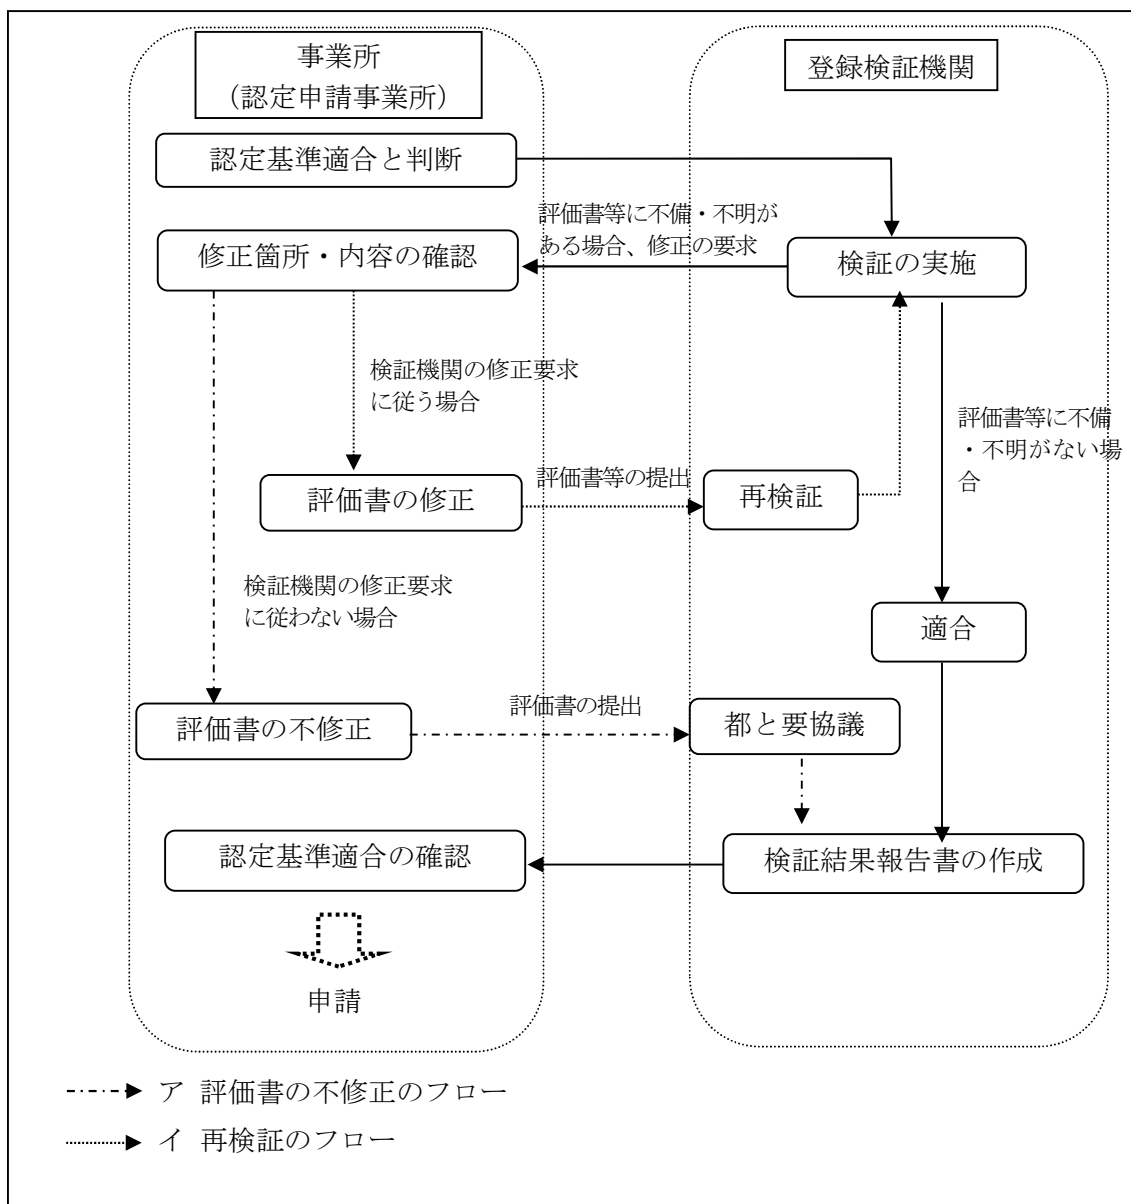 事業所
（認定申請事業所）
登録検証機関
認定基準適合と判断
評価書等に不備・不明が
ある場合、修正の要求
修正箇所・内容の確認
検証の実施
検証機関の修正要求
に従う場合
評価書等に不備
・不明がない場
合
評価書の修正
評価書等の提出
再検証
検証機関の修正要求
に従わない場合
適合
評価書の不修正
評価書の提出
都と要協議
認定基準適合の確認
検証結果報告書の作成
申請
ア 評価書の不修正のフロー
イ 再検証のフロー